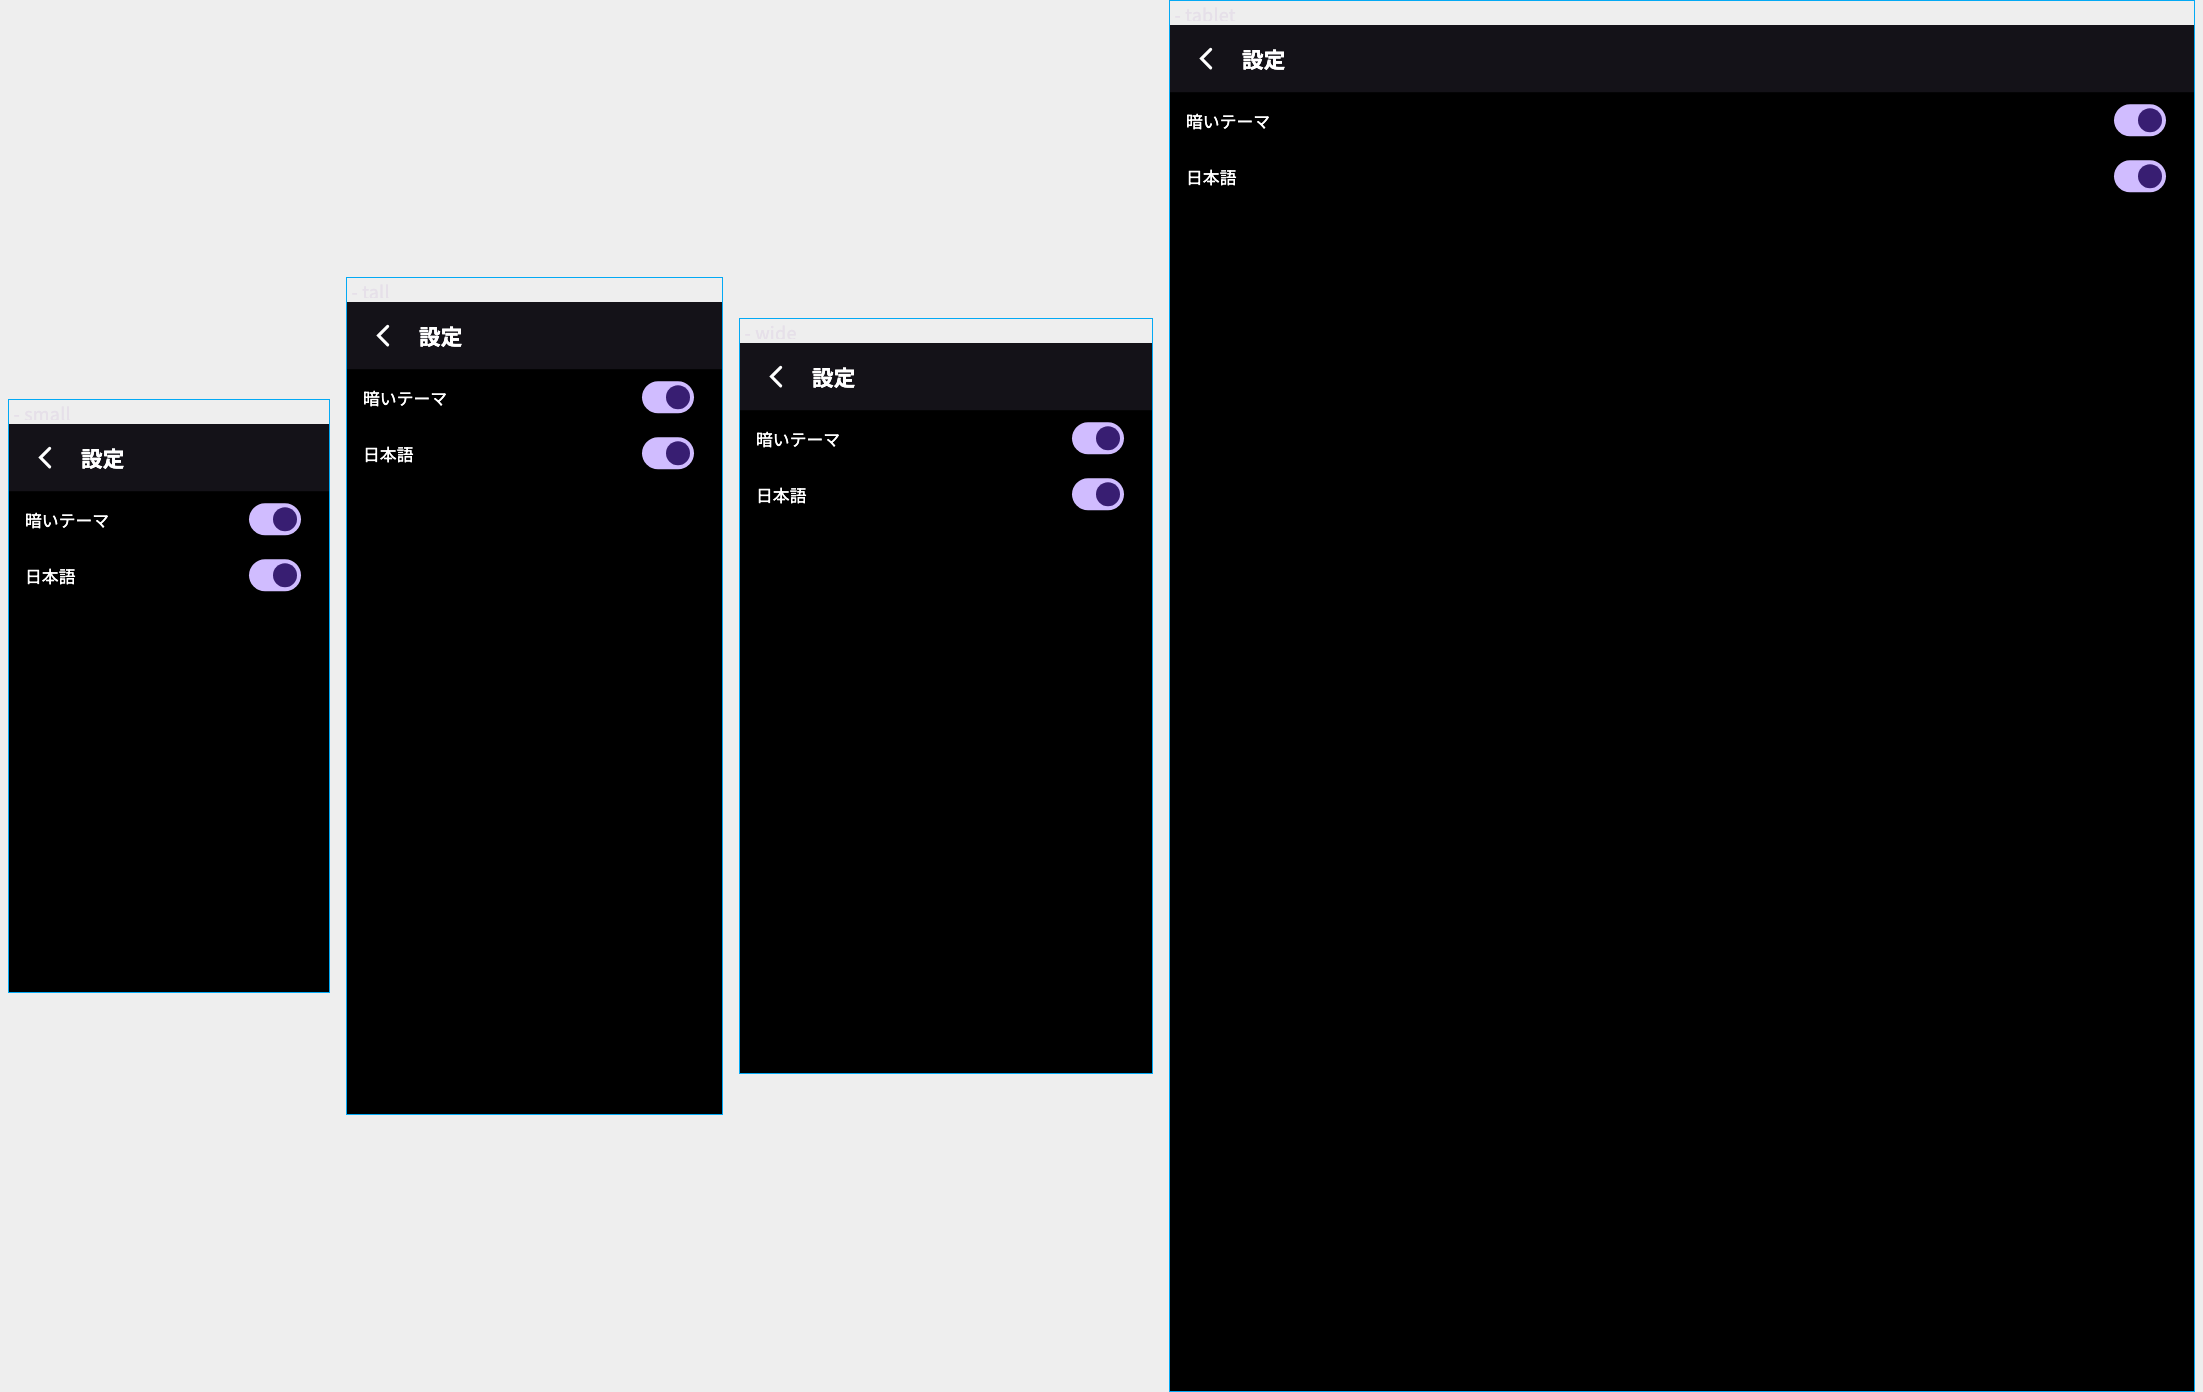 - small
設定
暗いテーマ
日本語
- tall
設定
暗いテーマ
日本語
- wide
設定
暗いテーマ
日本語
- tablet
設定
暗いテーマ
日本語